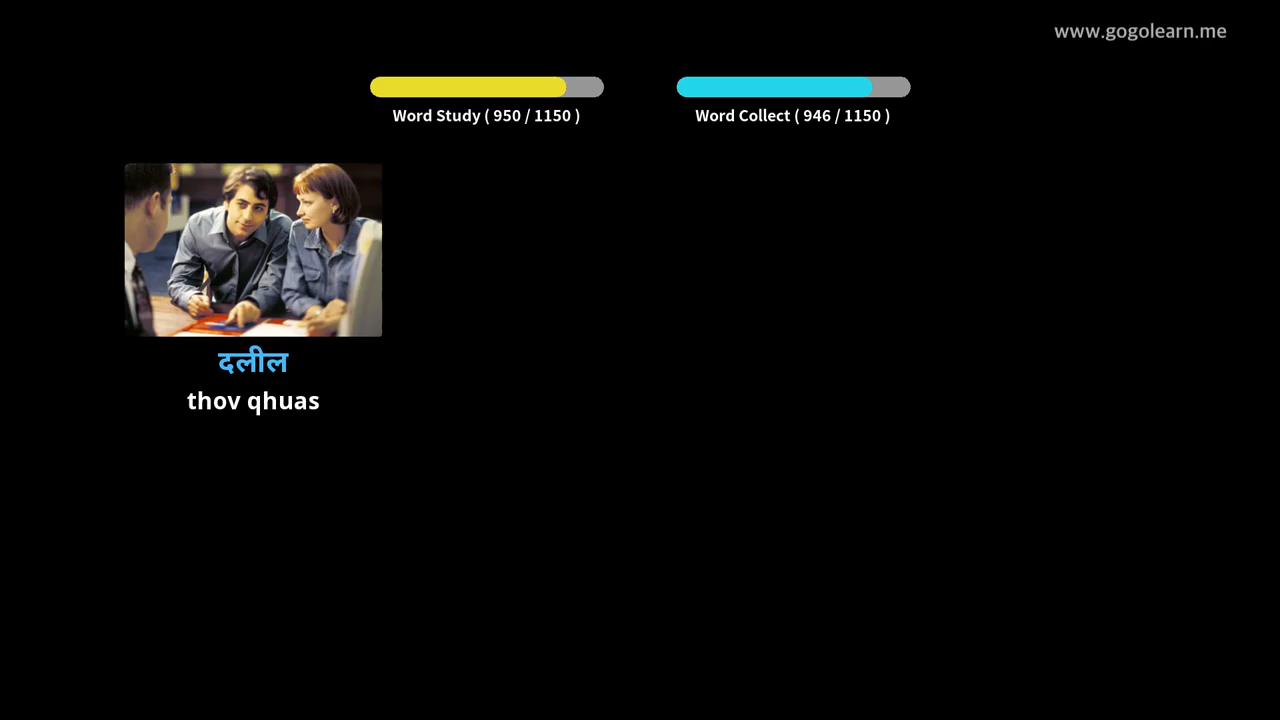 www.gogolearn.me
Word Study ( 950 / 1150 )
Word Collect ( 946 / 1150 )
दलील
thov qhuas